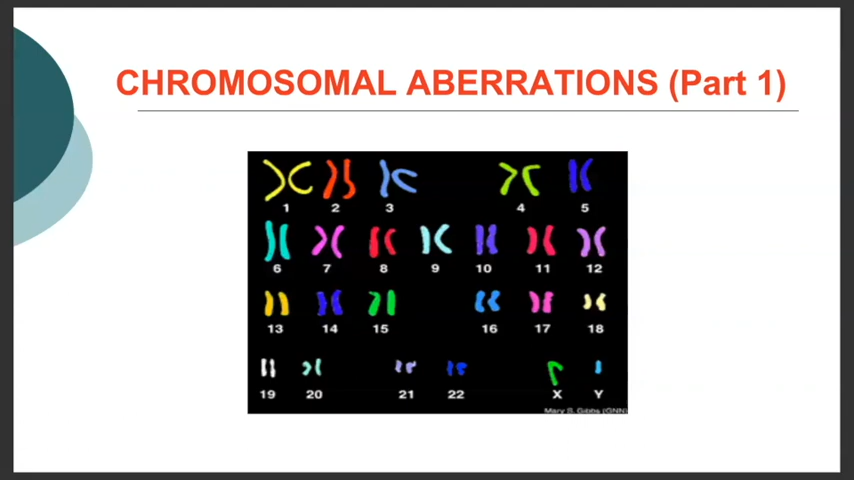 CHROMOSOMAL ABERRATIONS (Part 1)
1 2 3 4 5
6 7 8 9 10 11 12
13 14 15 16 17 18
19 20 21 22 X Y
Mary B. Gibbs (GNN)